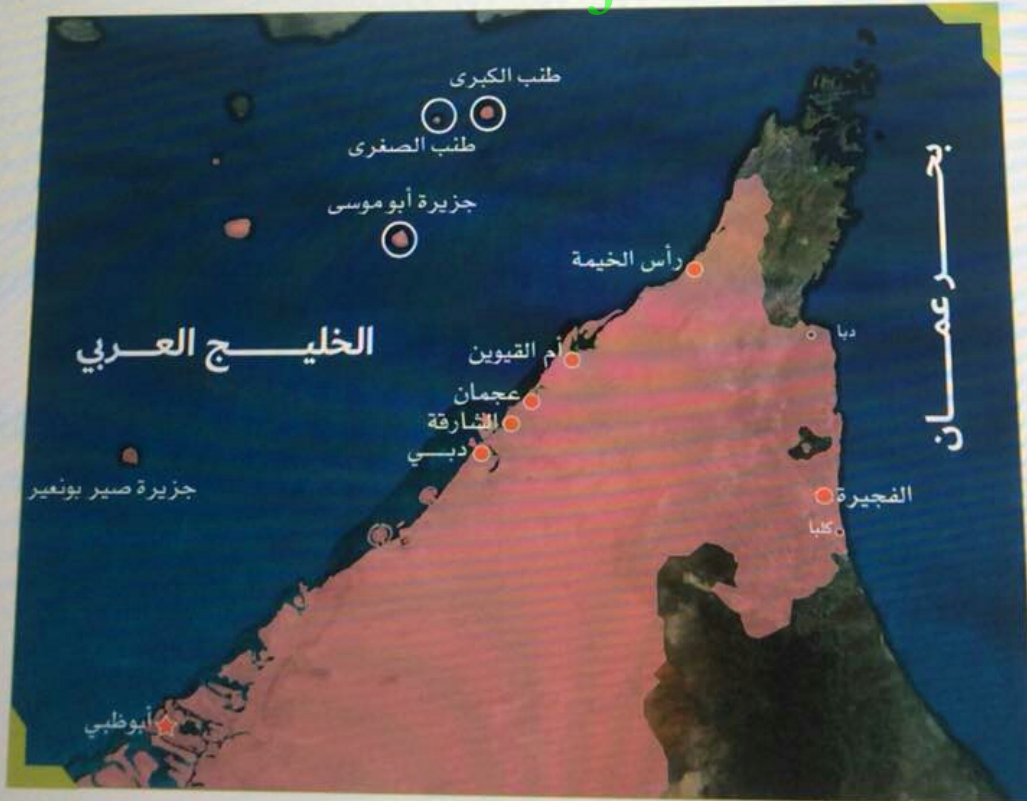 طنب الكبرى
طنب الصغرى
جزيرة أبو موسى
رأس الخيمة
بحر عمان
دبا
الخليج العربي
أم القيوين
عجمان
الشارقة
دبي
جزيرة صير بونعير
الفجيرة
كلبا
أبوظبي